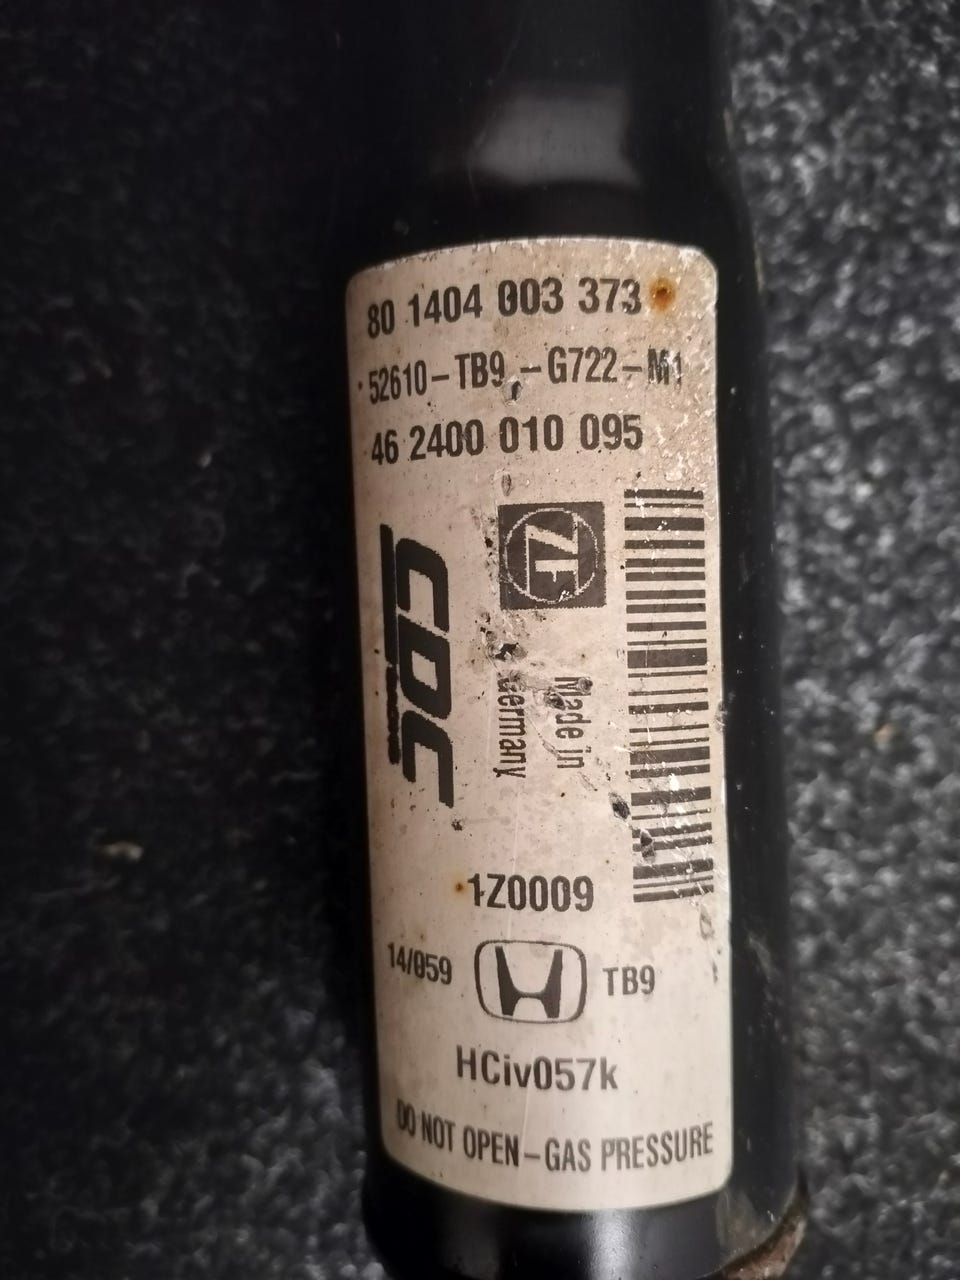 80 1404 003 373
52610-TB9 -G722-M1
46 2400 010 095
ZF
CDC
Made in
Germany
1Z0009
14/059
TB9
HCiv057k
DO NOT OPEN-GAS PRESSURE